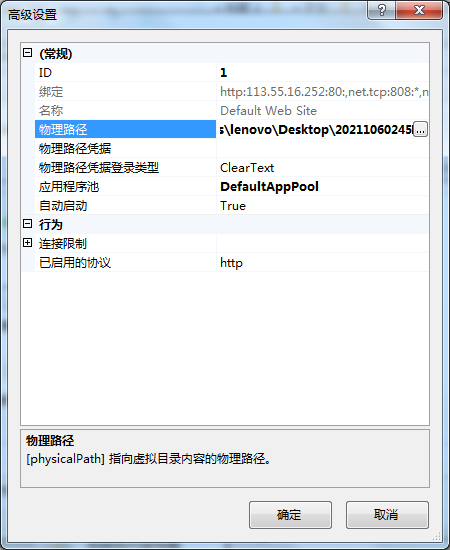 高级设置
(常规)
ID 1
绑定 http:113.55.16.252:80:,net.tcp:808:*,n
名称 Default Web Site
物理路径 s\lenovo\Desktop\20211060245 ...
物理路径凭据
物理路径凭据登录类型 ClearText
应用程序池 DefaultAppPool
自动启动 True
行为
连接限制
已启用的协议 http
物理路径
[physicalPath] 指向虚拟目录内容的物理路径。
确定 取消